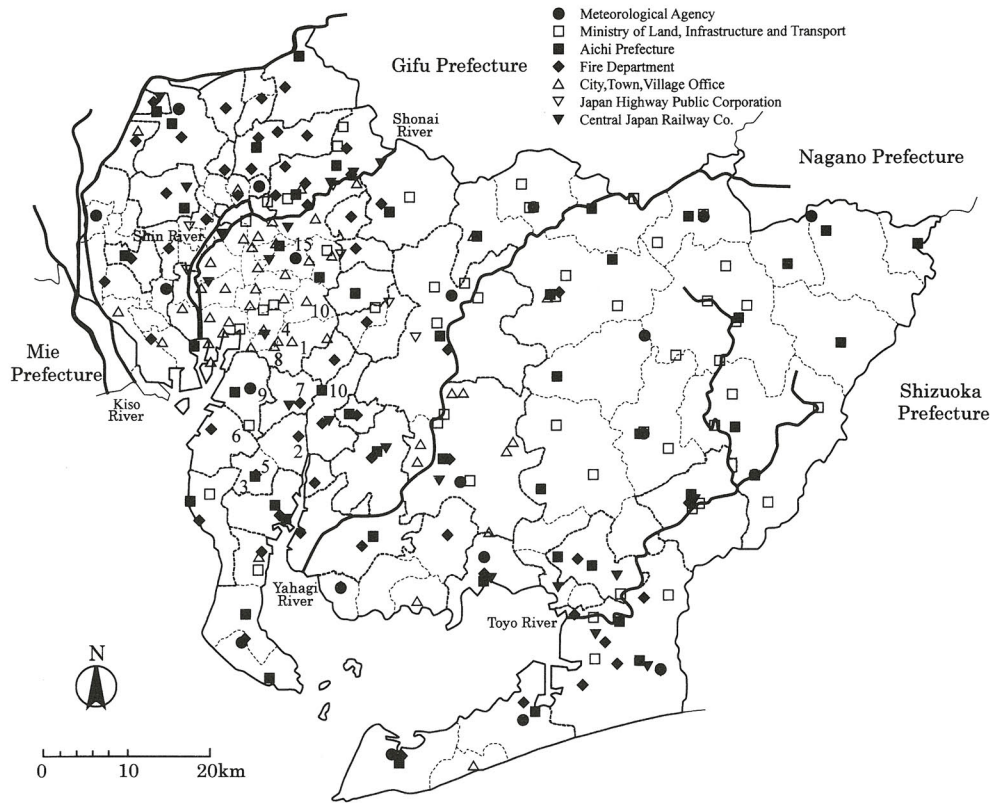 Meteorological Agency
Ministry of Land, Infrastructure and Transport
Aichi Prefecture
Fire Department
City,Town,Village Office
Japan Highway Public Corporation
Central Japan Railway Co.
Gifu Prefecture
Shonai
River
Nagano Prefecture
Shin River
15
10
4
1
8
Mie
Prefecture
Kiso
River
Shizuoka
Prefecture
7
10
9
6
2
5
3
Yahagi
River
Toyo River
N
0 10 20km